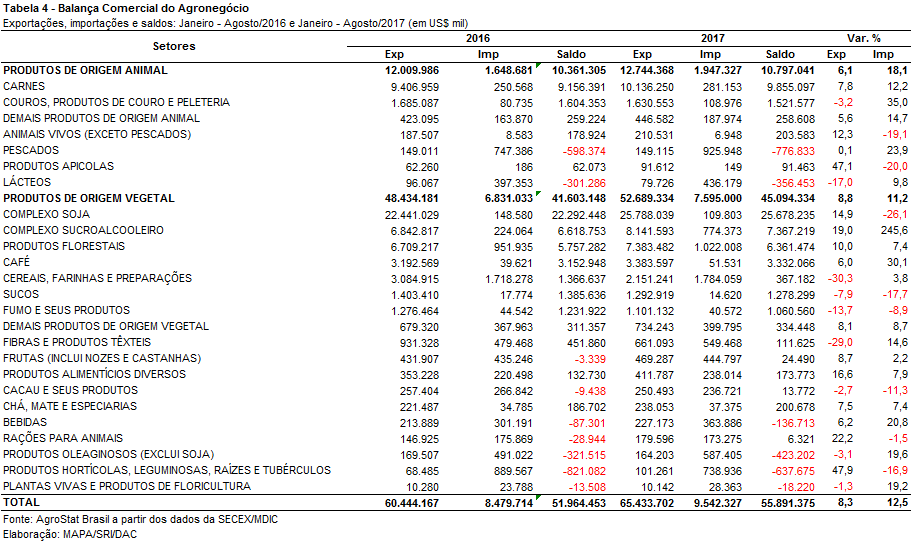 Tabela 4 - Balança Comercial do Agronegócio
Exportações, importações e saldos: Janeiro - Agosto/2016 e Janeiro - Agosto/2017 (em US$ mil)
Setores 2016 2017 Var. %
Exp Imp Saldo Exp Imp Saldo Exp Imp
PRODUTOS DE ORIGEM ANIMAL 12.009.986 1.648.681 10.361.305 12.744.368 1.947.327 10.797.041 6,1 18,1
CARNES 9.406.959 250.568 9.156.391 10.136.250 281.153 9.855.097 7,8 12,2
COUROS, PRODUTOS DE COURO E PELETERIA 1.685.087 80.735 1.604.353 1.630.553 108.976 1.521.577 -3,2 35,0
DEMAIS PRODUTOS DE ORIGEM ANIMAL 423.095 163.870 259.224 446.582 187.974 258.608 5,6 14,7
ANIMAIS VIVOS (EXCETO PESCADOS) 187.507 8.583 178.924 210.531 6.948 203.583 12,3 -19,1
PESCADOS 149.011 747.386 -598.374 149.115 925.948 -776.833 0,1 23,9
PRODUTOS APICOLAS 62.260 186 62.073 91.612 149 91.463 47,1 -20,0
LÁCTEOS 96.067 397.353 -301.286 79.726 436.179 -356.453 -17,0 9,8
PRODUTOS DE ORIGEM VEGETAL 48.434.181 6.831.033 41.603.148 52.689.334 7.595.000 45.094.334 8,8 11,2
COMPLEXO SOJA 22.441.029 148.580 22.292.448 25.788.039 109.803 25.678.235 14,9 -26,1
COMPLEXO SUCROALCOOLEIRO 6.842.817 224.064 6.618.753 8.141.593 774.373 7.367.219 19,0 245,6
PRODUTOS FLORESTAIS 6.709.217 951.935 5.757.282 7.383.482 1.022.008 6.361.474 10,0 7,4
CAFÉ 3.192.569 39.621 3.152.948 3.383.597 51.531 3.332.066 6,0 30,1
CEREAIS, FARINHAS E PREPARAÇÕES 3.084.915 1.718.278 1.366.637 2.151.241 1.784.059 367.182 -30,3 3,8
SUCOS 1.403.410 17.774 1.385.636 1.292.919 14.620 1.278.299 -7,9 -17,7
FUMO E SEUS PRODUTOS 1.276.464 44.542 1.231.922 1.101.132 40.572 1.060.560 -13,7 -8,9
DEMAIS PRODUTOS DE ORIGEM VEGETAL 679.320 367.963 311.357 734.243 399.795 334.448 8,1 8,7
FIBRAS E PRODUTOS TÊXTEIS 931.328 479.468 451.860 661.093 549.468 111.625 -29,0 14,6
FRUTAS (INCLUI NOZES E CASTANHAS) 431.907 435.246 -3.339 469.287 444.797 24.490 8,7 2,2
PRODUTOS ALIMENTÍCIOS DIVERSOS 353.228 220.498 132.730 411.787 238.014 173.773 16,6 7,9
CACAU E SEUS PRODUTOS 257.404 266.842 -9.438 250.493 236.721 13.772 -2,7 -11,3
CHÁ, MATE E ESPECIARIAS 221.487 34.785 186.702 238.053 37.375 200.678 7,5 7,4
BEBIDAS 213.889 301.191 -87.301 227.173 363.886 -136.713 6,2 20,8
RAÇÕES PARA ANIMAIS 146.925 175.869 -28.944 179.596 173.275 6.321 22,2 -1,5
PRODUTOS OLEAGINOSOS (EXCLUI SOJA) 169.507 491.022 -321.515 164.203 587.405 -423.202 -3,1 19,6
PRODUTOS HORTÍCOLAS, LEGUMINOSAS, RAÍZES E TUBÉRCULOS 68.485 889.567 -821.082 101.261 738.936 -637.675 47,9 -16,9
PLANTAS VIVAS E PRODUTOS DE FLORICULTURA 10.280 23.788 -13.508 10.142 28.363 -18.220 -1,3 19,2
TOTAL 60.444.167 8.479.714 51.964.453 65.433.702 9.542.327 55.891.375 8,3 12,5
Fonte: AgroStat Brasil a partir dos dados da SECEX/MDIC
Elaboração: MAPA/SRI/DAC